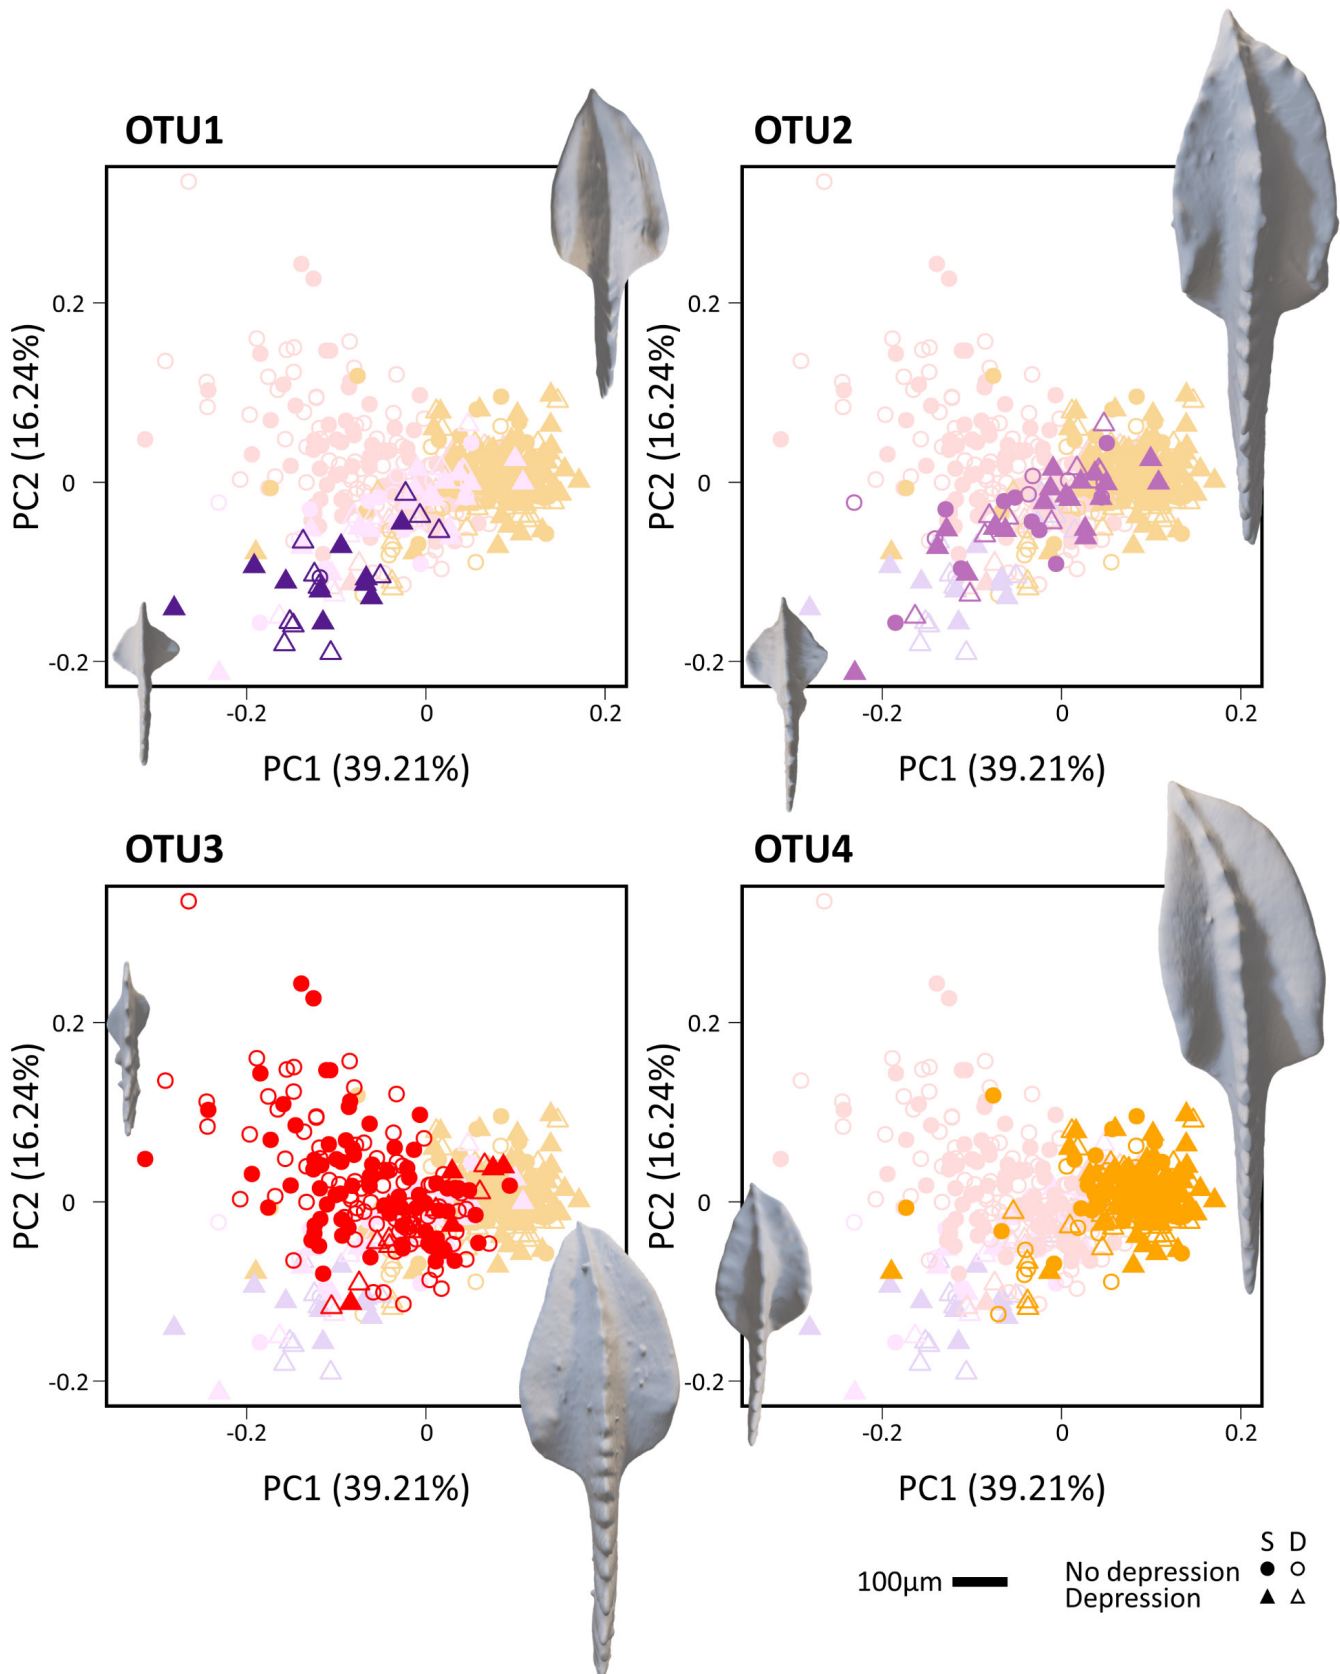 OTU1
OTU2
0.2
0
-0.2
PC2 (16.24%)
-0.2
0
0.2
PC1 (39.21%)
0.2
0
-0.2
PC2 (16.24%)
-0.2
0
0.2
PC1 (39.21%)
OTU3
OTU4
0.2
0
-0.2
PC2 (16.24%)
-0.2
0
PC1 (39.21%)
0.2
0
-0.2
PC2 (16.24%)
-0.2
0
0.2
PC1 (39.21%)
S D
100μm
No depression
Depression